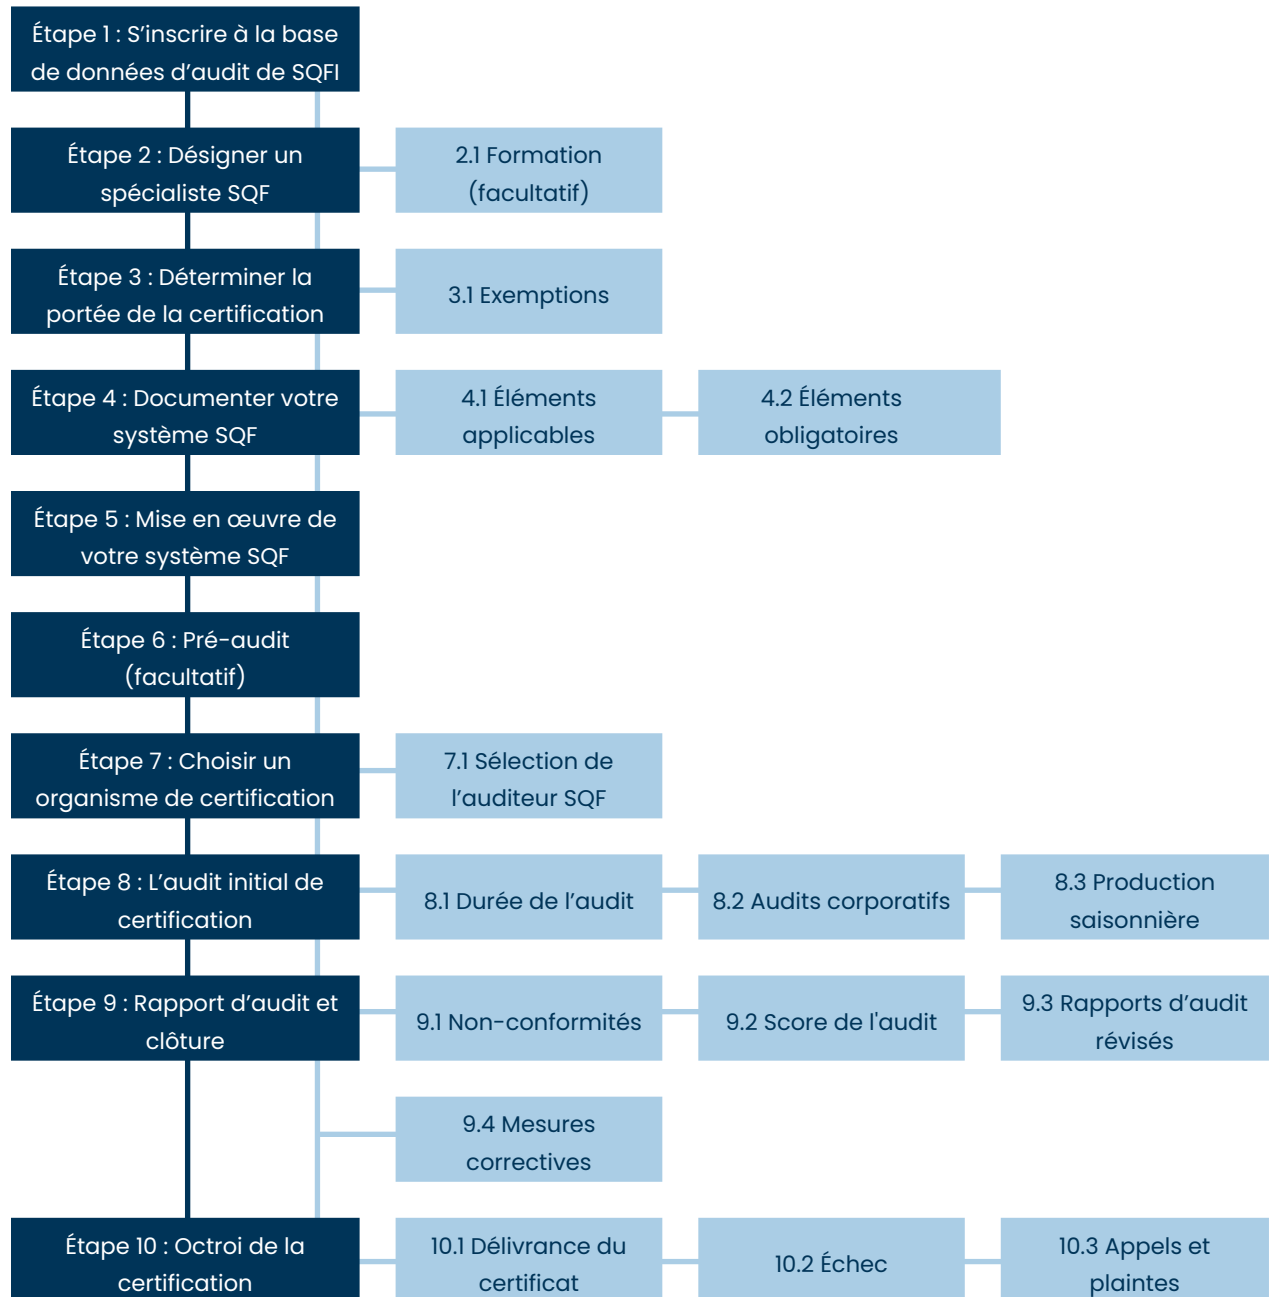 Étape 1 : S’inscrire à la base
de données d’audit de SQFI
Étape 2 : Désigner un
spécialiste SQF
2.1 Formation
(facultatif)
Étape 3 : Déterminer la
portée de la certification
3.1 Exemptions
Étape 4 : Documenter votre
système SQF
4.1 Éléments
applicables
4.2 Éléments
obligatoires
Étape 5 : Mise en œuvre de
votre système SQF
Étape 6 : Pré-audit
(facultatif)
Étape 7 : Choisir un
organisme de certification
7.1 Sélection de
l’auditeur SQF
Étape 8 : L’audit initial de
certification
8.1 Durée de l’audit
8.2 Audits corporatifs
8.3 Production
saisonnière
Étape 9 : Rapport d’audit et
clôture
9.1 Non-conformités
9.2 Score de l'audit
9.3 Rapports d’audit
révisés
9.4 Mesures
correctives
Étape 10 : Octroi de la
certification
10.1 Délivrance du
certificat
10.2 Échec
10.3 Appels et
plaintes